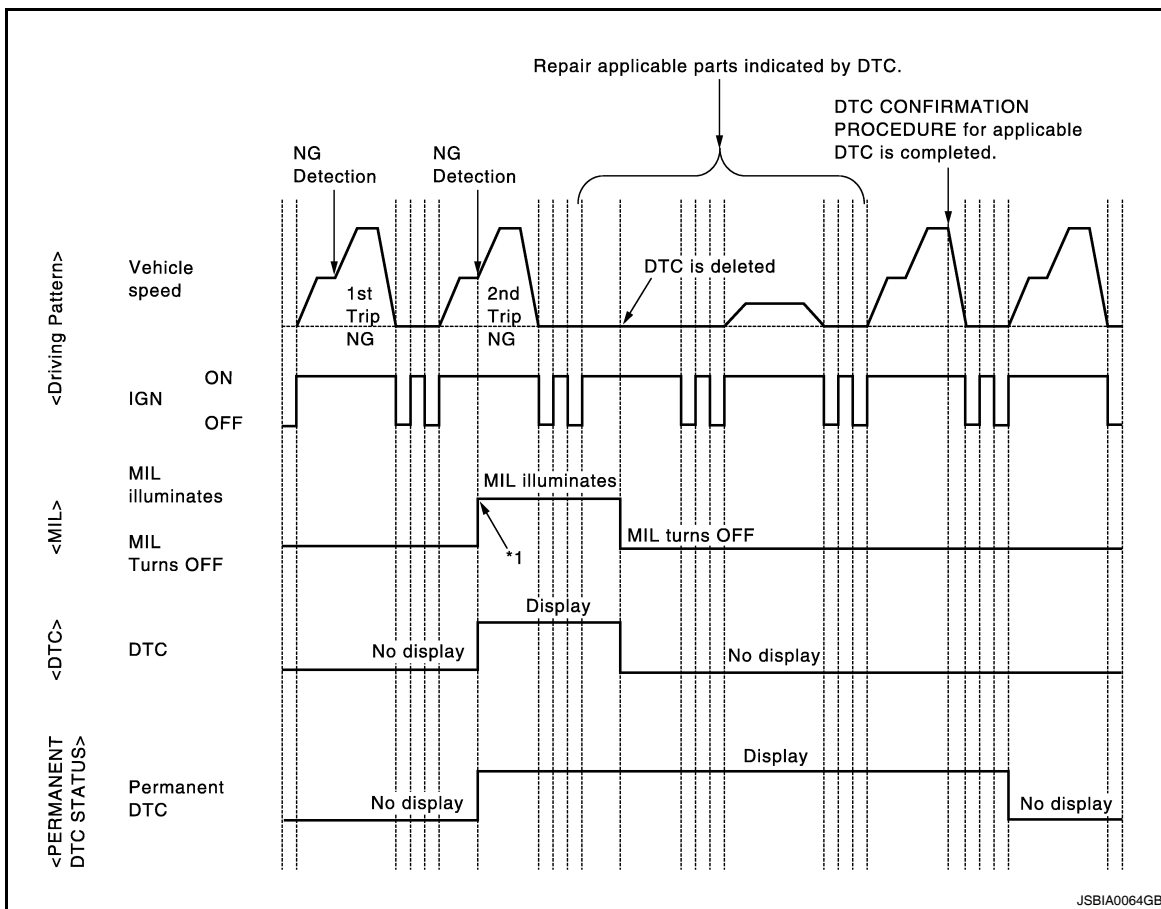 Repair applicable parts indicated by DTC.
DTC CONFIRMATION
PROCEDURE for applicable
DTC is completed.
NG
Detection
NG
Detection
<Driving Pattern>
Vehicle
speed
1st
Trip
NG
2nd
Trip
NG
DTC is deleted
IGN
ON
OFF
<MIL>
MIL
illuminates
MIL
Turns OFF
MIL illuminates
*1
MIL turns OFF
<DTC>
DTC
No display
Display
No display
<PERMANENT
DTC STATUS>
Permanent
DTC
No display
Display
No display
JSBIA0064GB